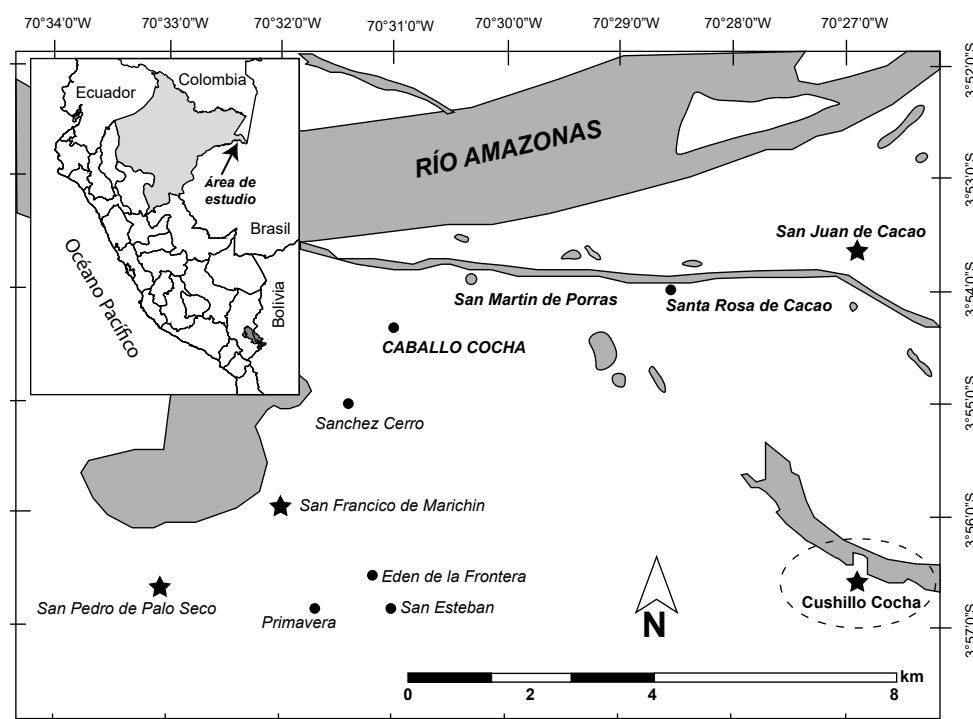 70°34'0"W 70°33'0"W 70°32'0"W 70°31'0"W 70°30'0"W 70°29'0"W 70°28'0"W 70°27'0"W
3°52'0"S
Colombia
Ecuador
RÍO AMAZONAS
3°53'0"S
Área de
estudio
Brasil
San Juan de Cacao
Océano Pacífico
Bolivia
3°54'0"S
San Martin de Porras
Santa Rosa de Cacao
CABALLO COCHA
3°55'0"S
Sanchez Cerro
San Francico de Marichin
3°56'0"S
Eden de la Frontera
San Pedro de Palo Seco
San Esteban
Cushillo Cocha
Primavera
N
3°57'0"S
km
0 2 4 8